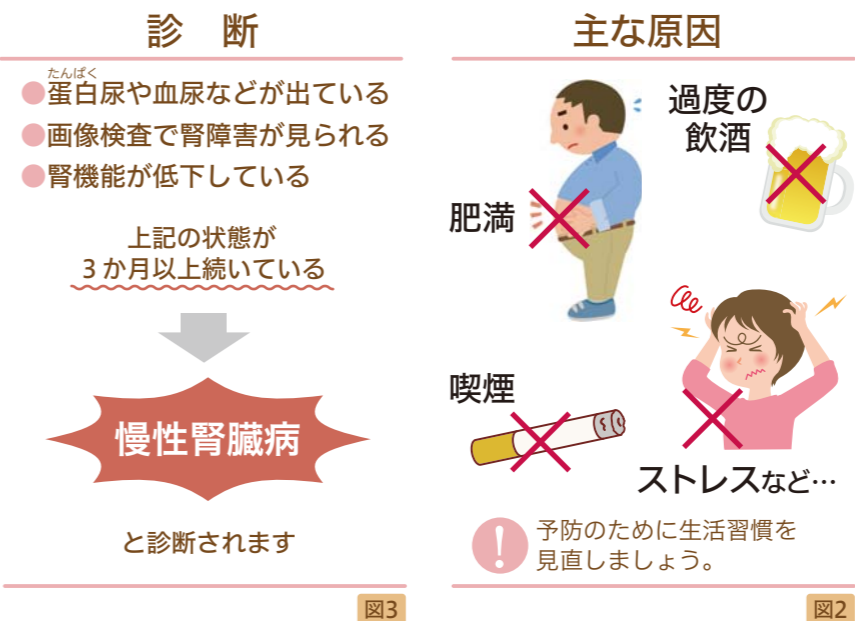 診 断
たんぱく
●蛋白尿や血尿などが出ている
●画像検査で腎障害が見られる
●腎機能が低下している
上記の状態が
3か月以上続いている
慢性腎臓病
と診断されます
図3
主な原因
過度の
飲酒
肥満
喫煙
ストレスなど…
!
予防のために生活習慣を
見直しましょう。
図2